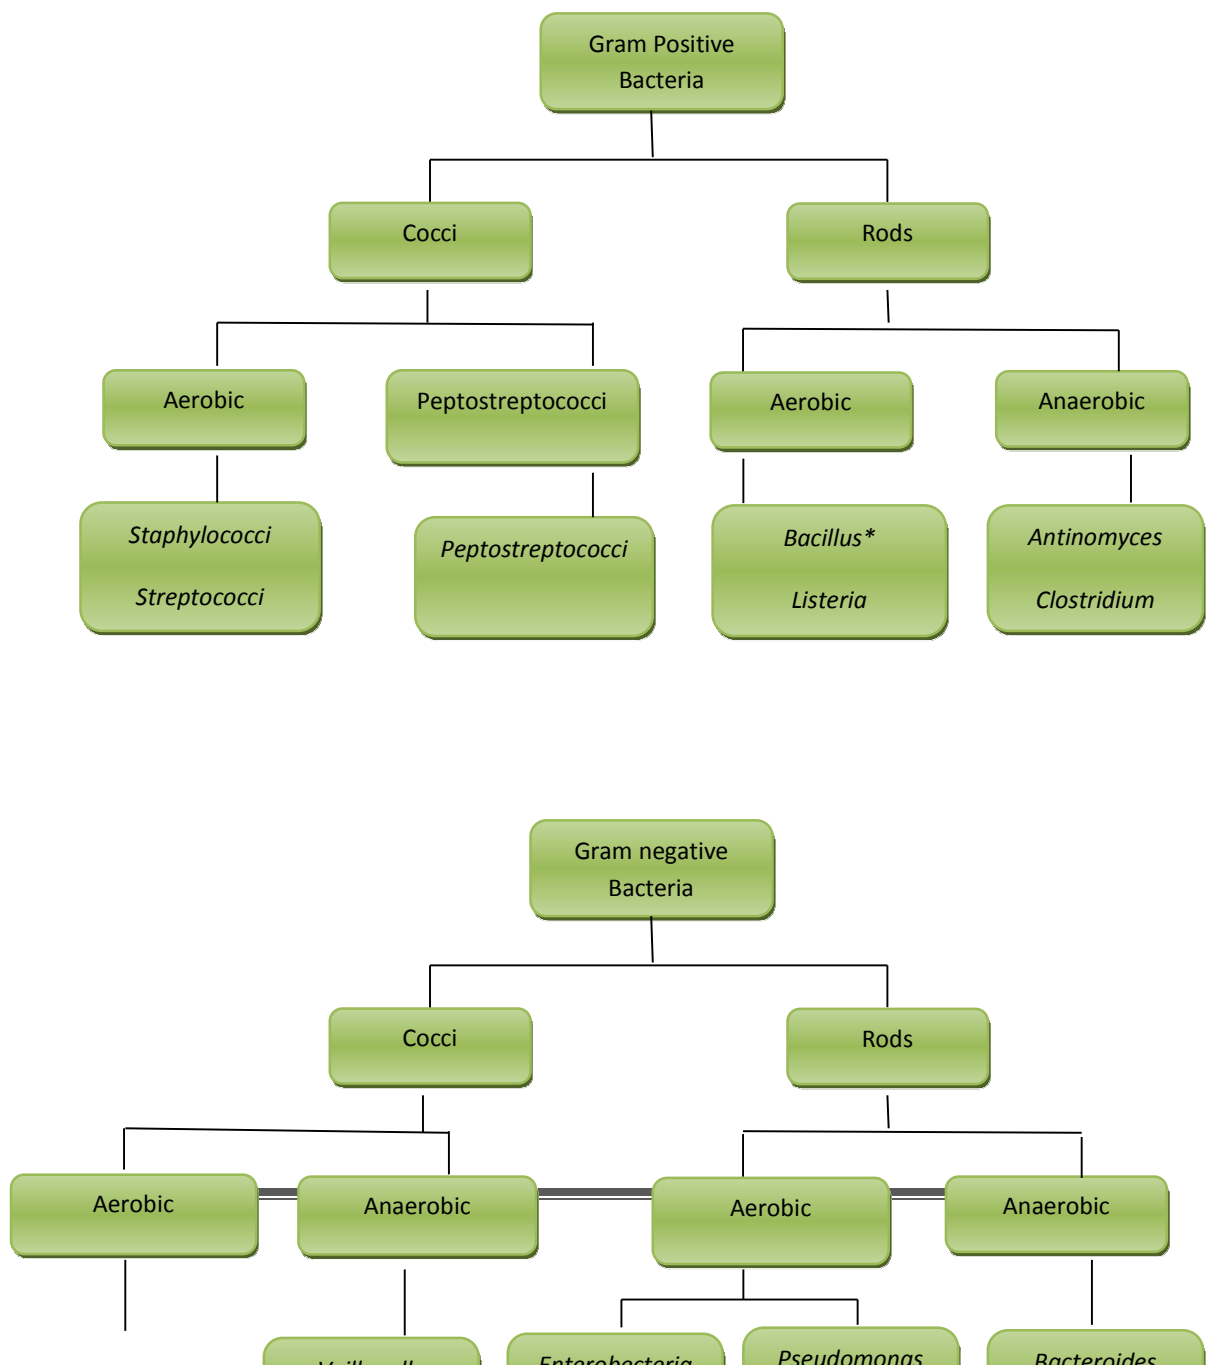 Gram Positive
Bacteria
Cocci
Rods
Aerobic
Peptostreptococci
Aerobic
Anaerobic
Staphylococci
Streptococci
Peptostreptococci
Bacillus*
Listeria
Antinomyces
Clostridium
Gram negative
Bacteria
Cocci
Rods
Aerobic
Anaerobic
Aerobic
Anaerobic
Enterobecteria
Pseudomonas
Bacteroides